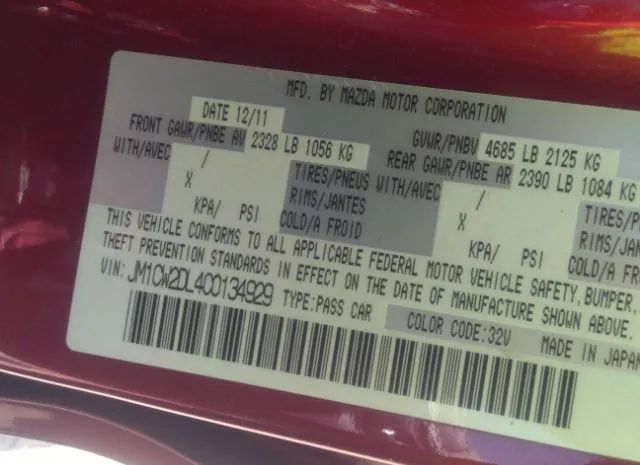 MFD. BY MAZDA MOTOR CORPORATION
DATE 12/11
GVWR/PNBV 4685 LB 2125 KG
FRONT GAWR/PNBE AV 2328 LB 1056 KG
REAR GAWR/PNBE AR 2390 LB 1084 KG
WITH/AVEC / TIRES/PNEUS WITH/AVEC / TIRES/P
X RIMS/JANTES X RIMS/JA
KPA/ PSI COLD/A FROID KPA/ PSI COLD/A
THIS VEHICLE CONFORMS TO ALL APPLICABLE FEDERAL MOTOR VEHICLE SAFETY, BUMPER,
THEFT PREVENTION STANDARDS IN EFFECT ON THE DATE OF MANUFACTURE SHOWN ABOVE.
VIN: JM1CW2DL4C0134929 TYPE:PASS CAR
COLOR CODE:32V MADE IN JAPAN